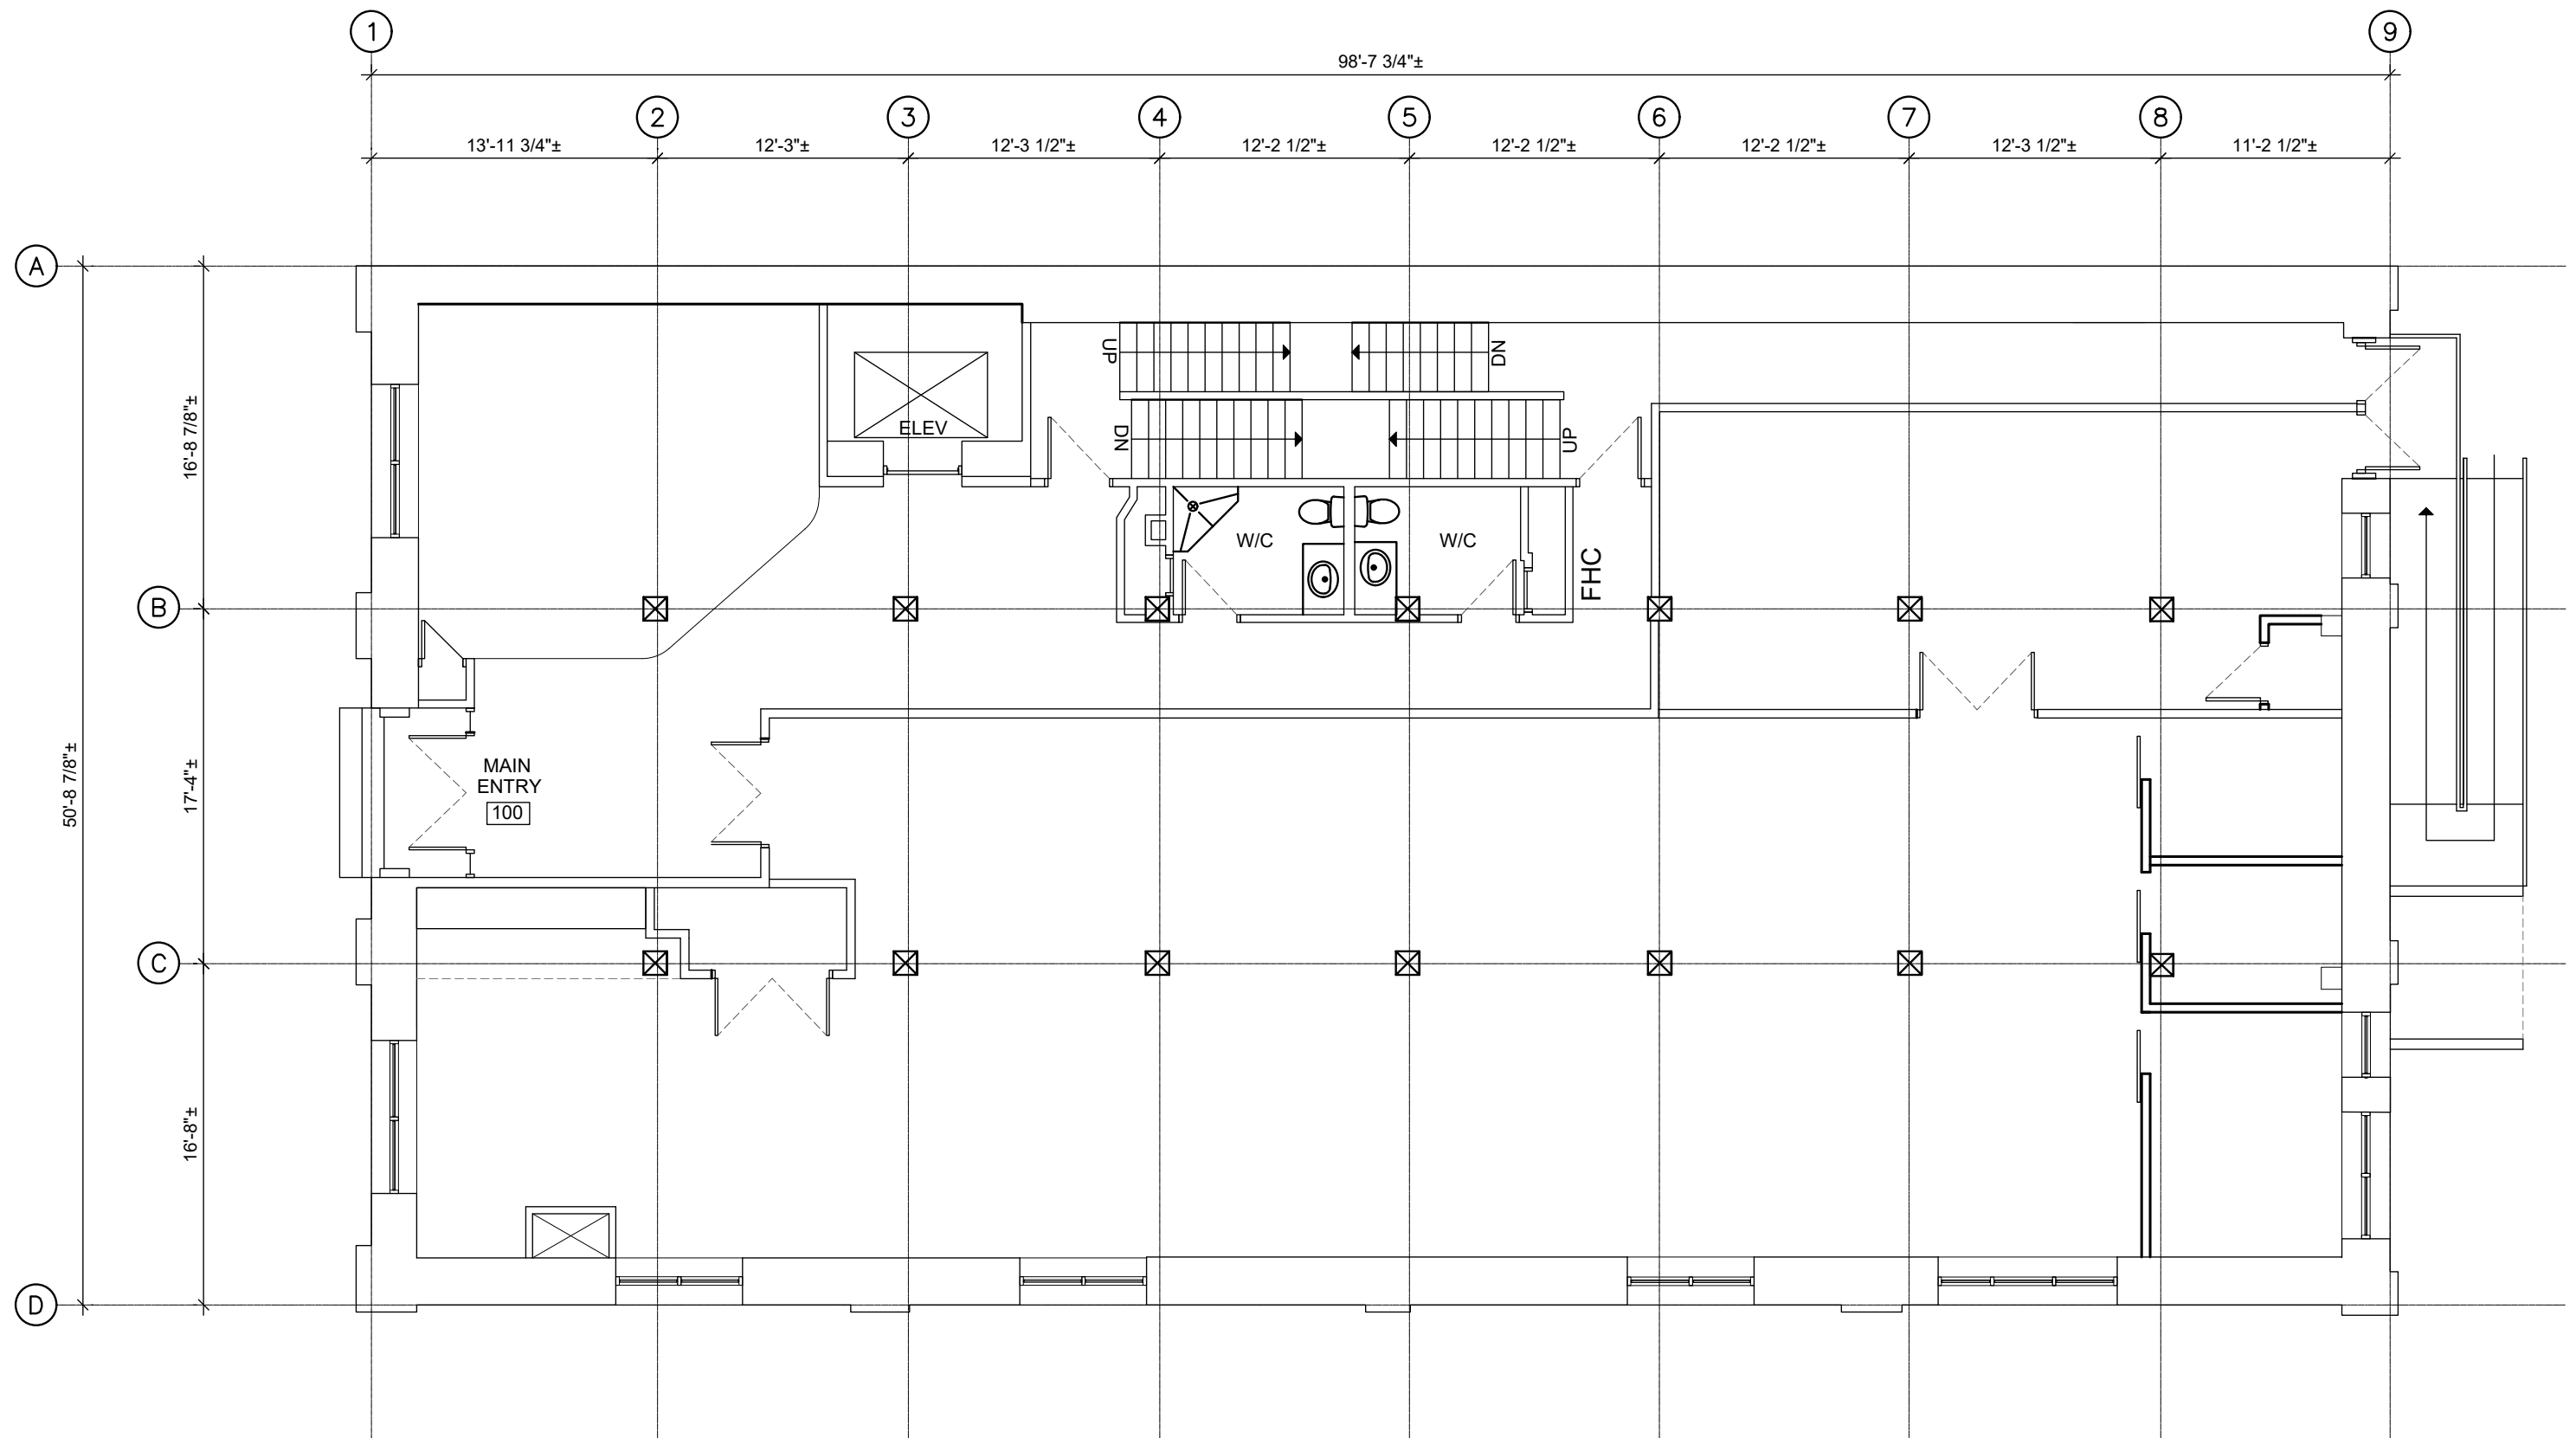 1
9
98'-7 3/4"±
2
3
4
5
6
7
8
13'-11 3/4"±
12'-3"±
12'-3 1/2"±
12'-2 1/2"±
12'-2 1/2"±
12'-2 1/2"±
12'-3 1/2"±
11'-2 1/2"±
A
UP
DN
ELEV
DN
UP
16'-8 7/8"±
W/C
W/C
FHC
B
MAIN
ENTRY
100
50'-8 7/8"±
17'-4"±
C
16'-8"±
D